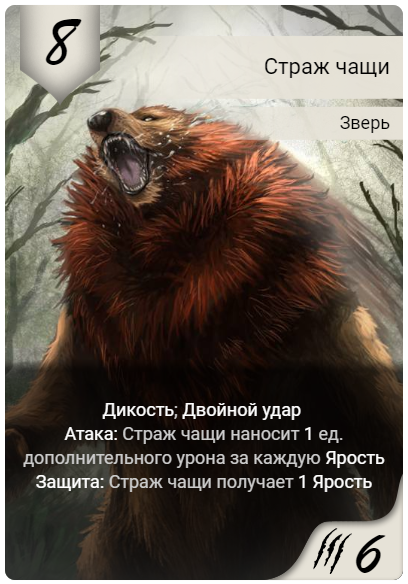 8
Страж чащи
Зверь
Дикость; Двойной удар
Атака: Страж чащи наносит 1 ед.
дополнительного урона за каждую Ярость
Защита: Страж чащи получает 1 Ярость
6